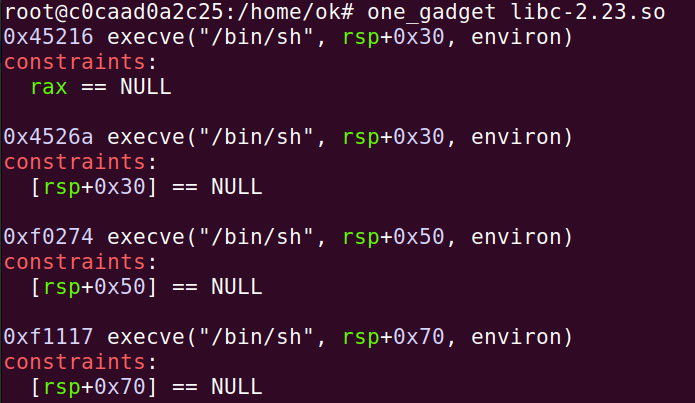 root@c0caad0a2c25:/home/ok# one_gadget libc-2.23.so
0x45216 execve("/bin/sh", rsp+0x30, environ)
constraints:
  rax == NULL

0x4526a execve("/bin/sh", rsp+0x30, environ)
constraints:
  [rsp+0x30] == NULL

0xf0274 execve("/bin/sh", rsp+0x50, environ)
constraints:
  [rsp+0x50] == NULL

0xf1117 execve("/bin/sh", rsp+0x70, environ)
constraints:
  [rsp+0x70] == NULL